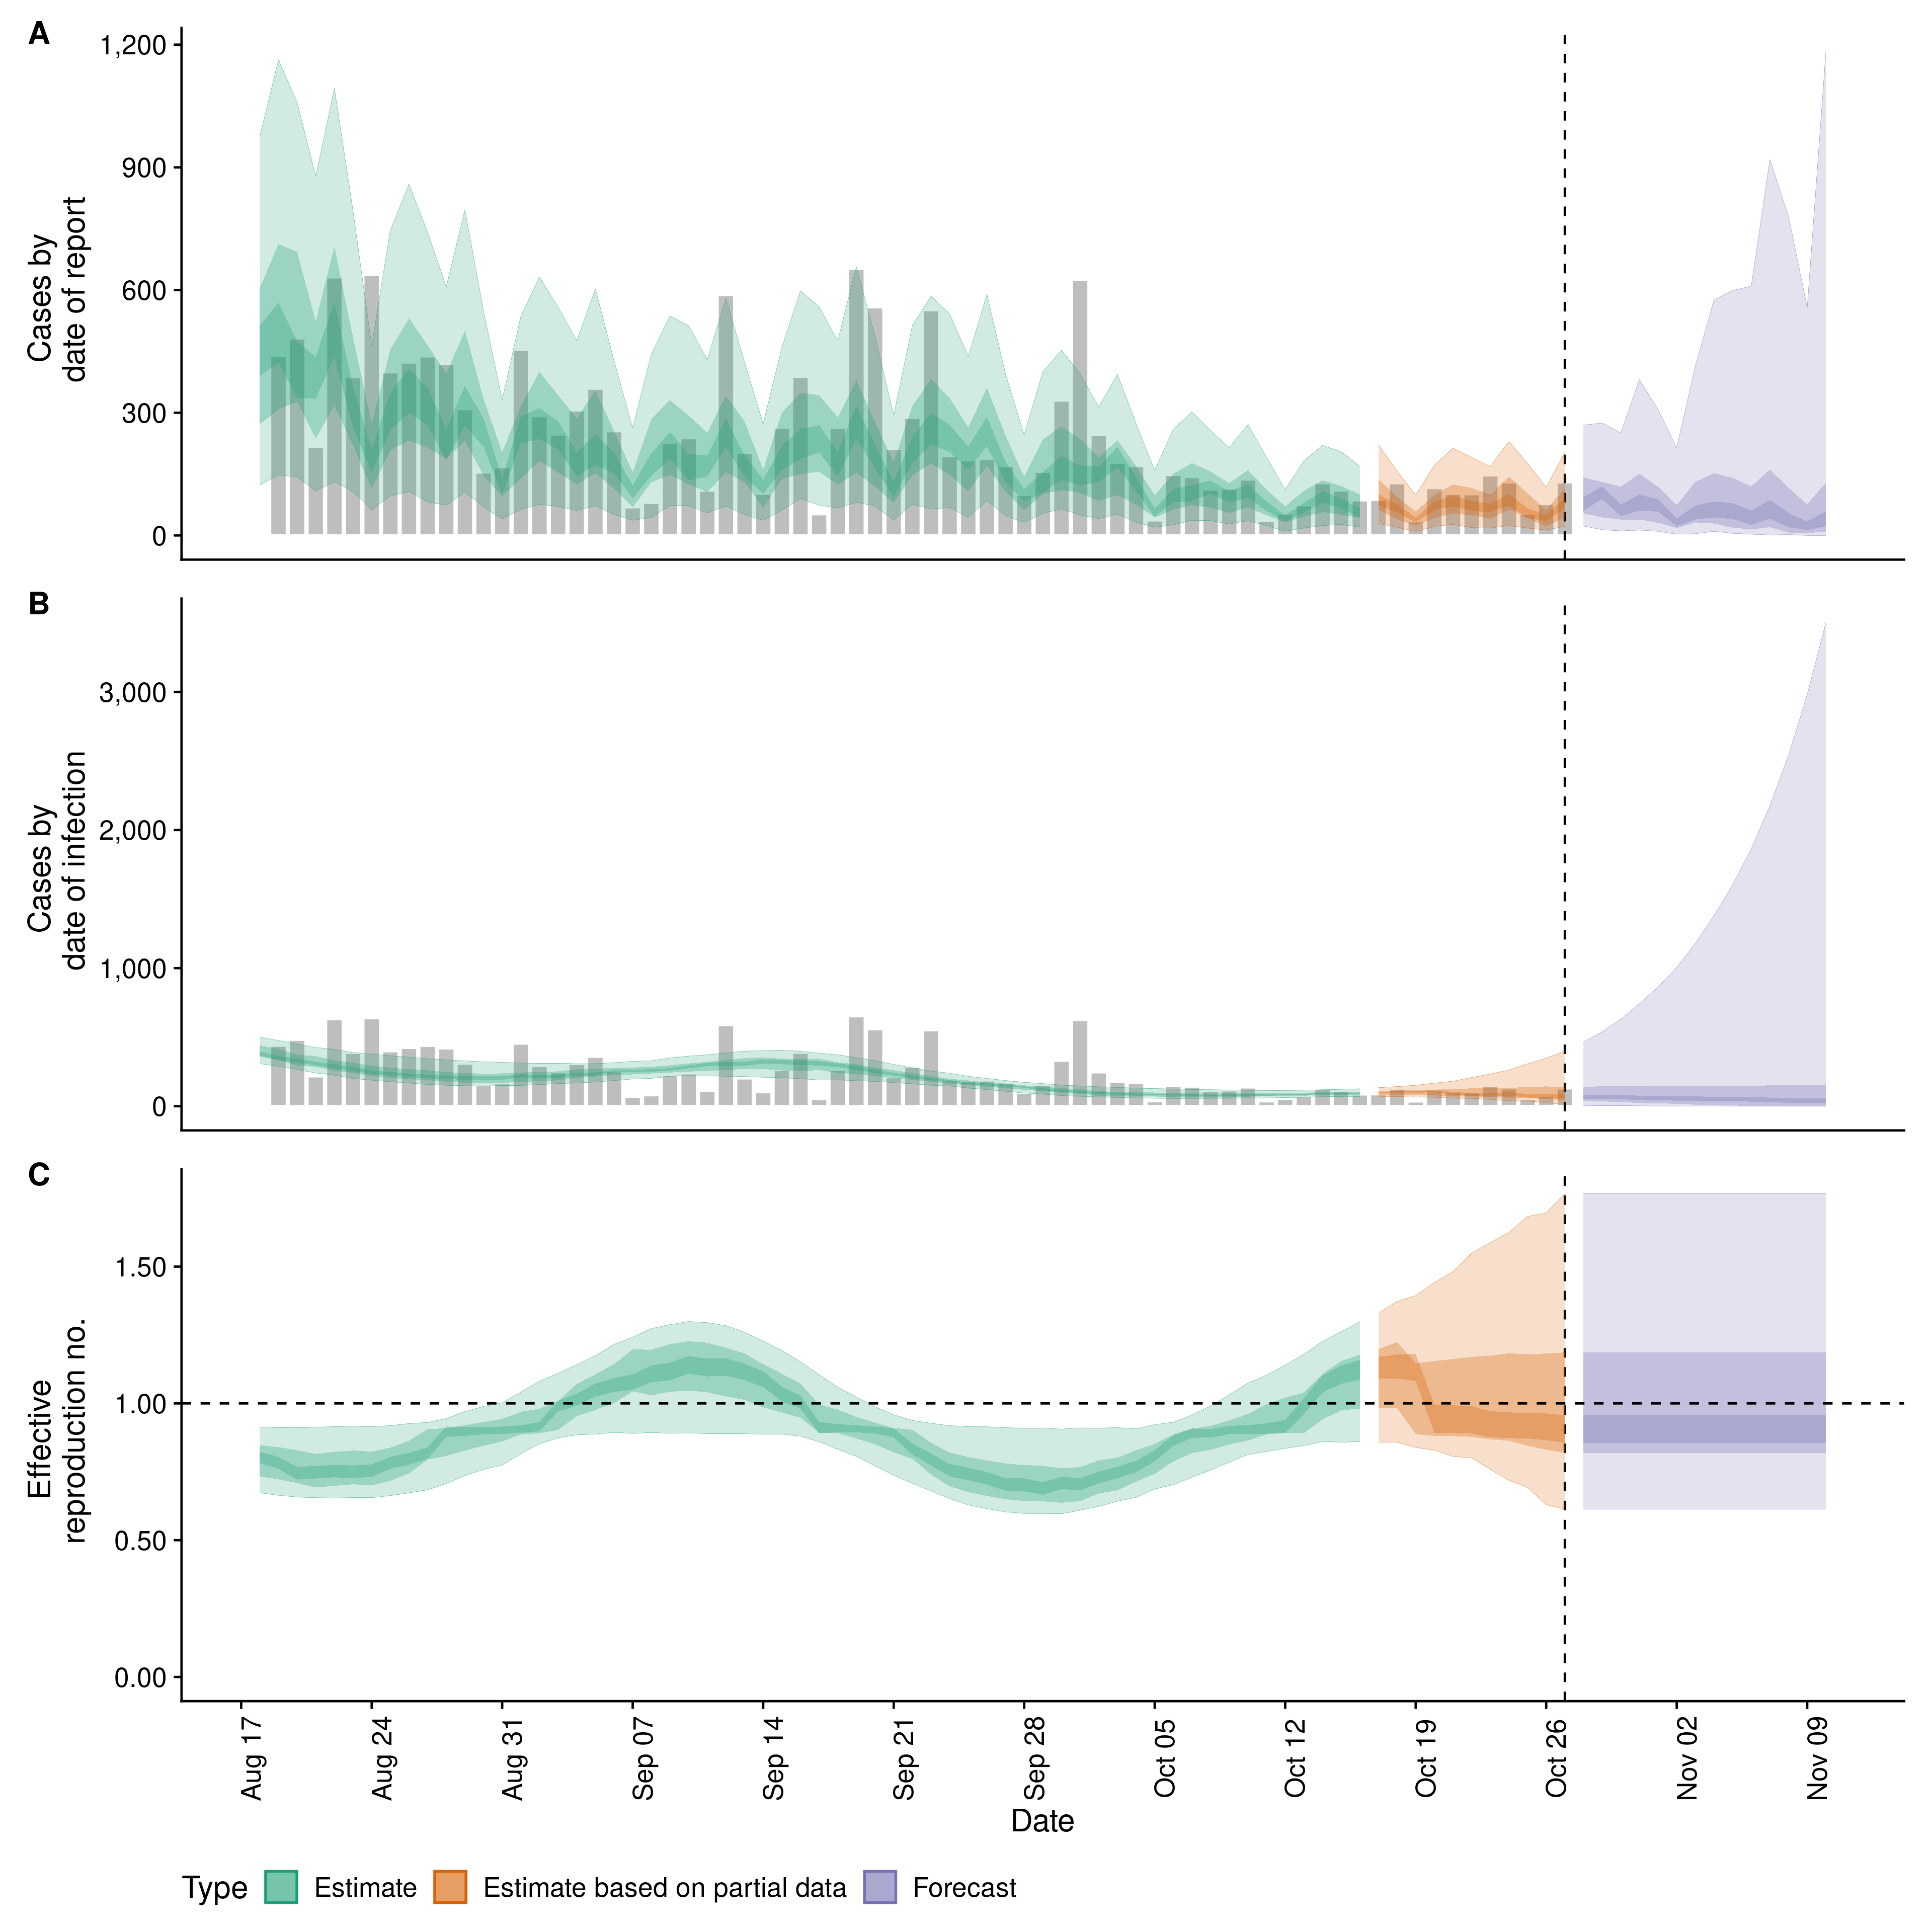 A
1,200
900
600
300
0
Cases by
date of report
B
3,000
2,000
1,000
0
Cases by
date of infection
C
1.50
1.00
0.50
0.00
Effective
reproduction no.
Aug 17
Aug 24
Aug 31
Sep 07
Sep 14
Sep 21
Sep 28
Oct 05
Oct 12
Oct 19
Oct 26
Nov 02
Nov 09
Date
Type
Estimate
Estimate based on partial data
Forecast